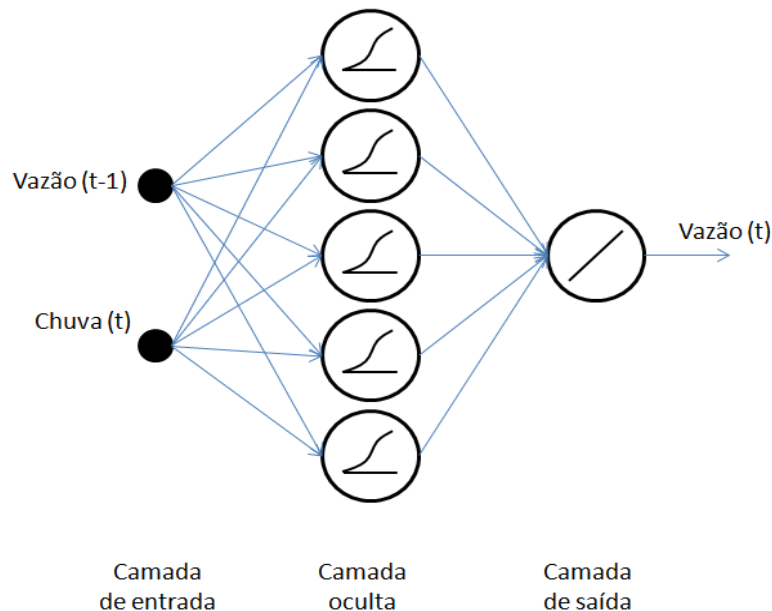 Vazão (t-1)
Chuva (t)
Vazão (t)
Camada
de entrada
Camada
oculta
Camada
de saída